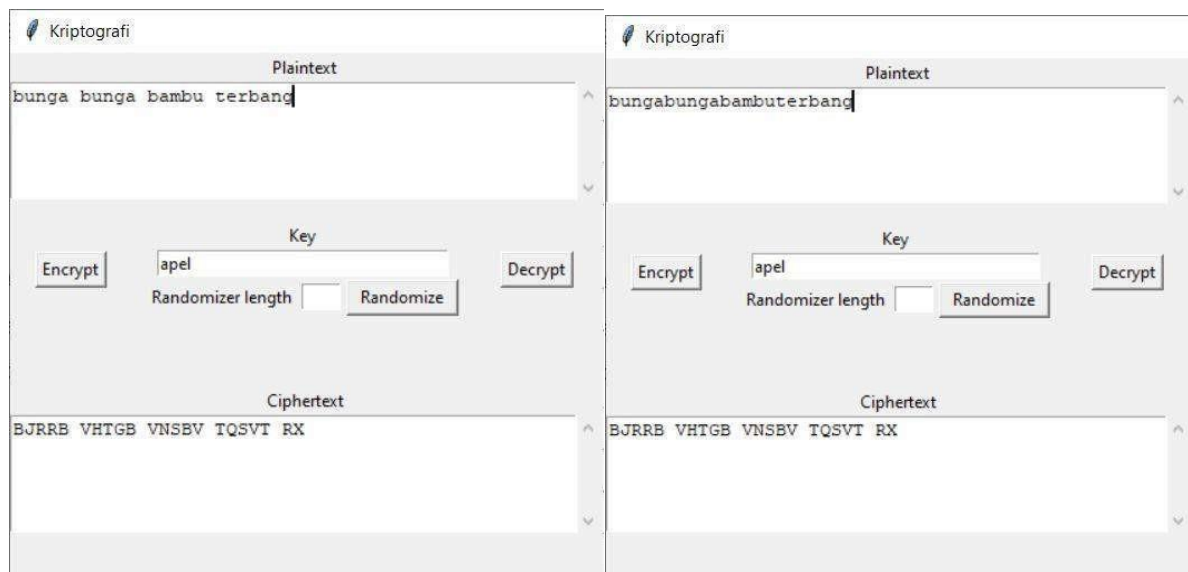 Kriptografi
Plaintext
bunga bunga bambu terbang
Key
Encrypt
apel
Decrypt
Randomizer length
Randomize
Ciphertext
BJRRB VHTGB VNSBV TQSVT RX
Kriptografi
Plaintext
bungabungabambuterbang
Key
Encrypt
apel
Decrypt
Randomizer length
Randomize
Ciphertext
BJRRB VHTGB VNSBV TQSVT RX